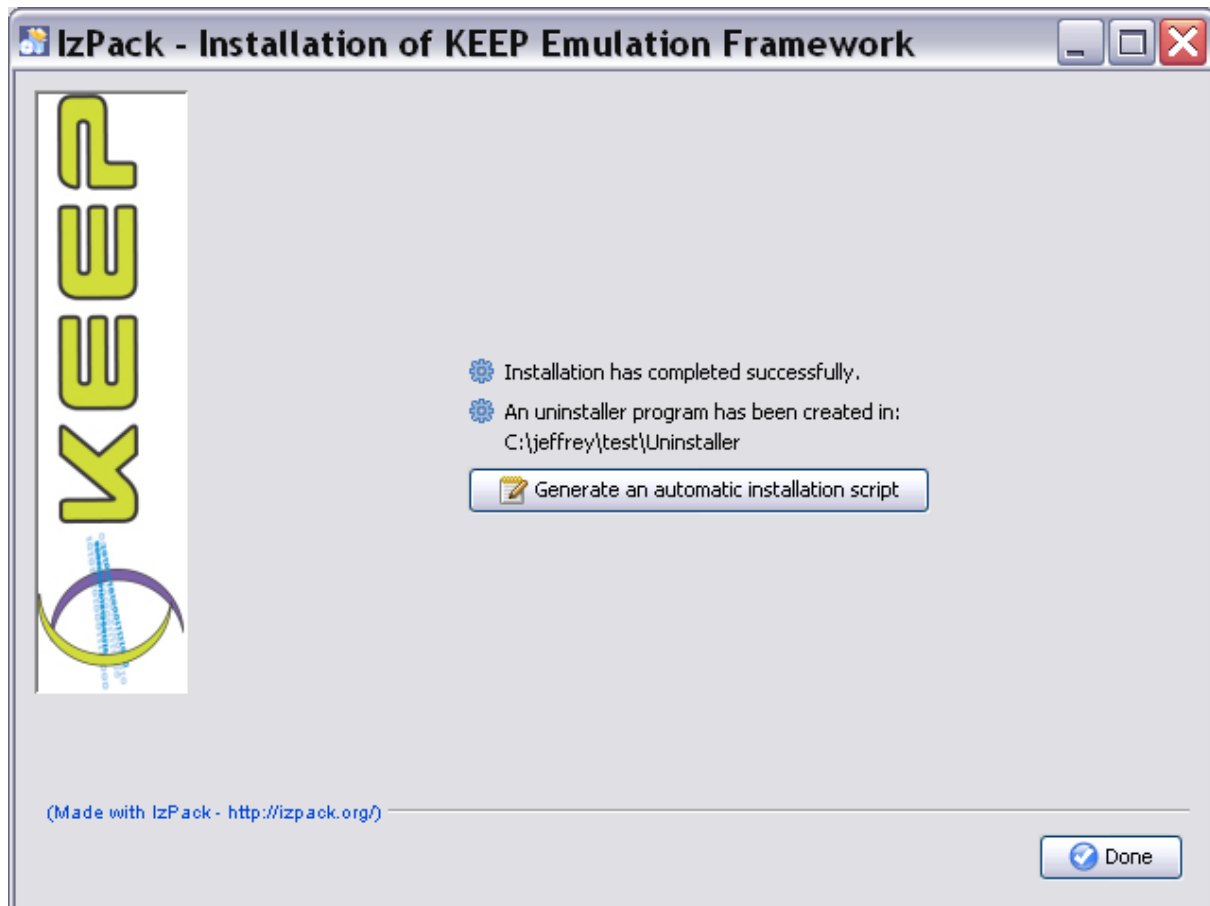 IzPack - Installation of KEEP Emulation Framework
KEEP
Installation has completed successfully.
An uninstaller program has been created in:
C:\jeffrey\test\Uninstaller
Generate an automatic installation script
(Made with IzPack - http://izpack.org/)
Done